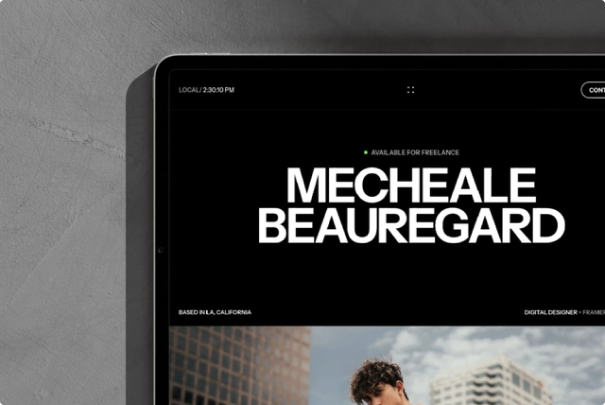 LOCAL/ 2:30:10 PM
CONT
AVAILABLE FOR FREELANCE
MECHEALE
BEAUREGARD
BASED IN LA, CALIFORNIA
DIGITAL DESIGNER + FRAMER